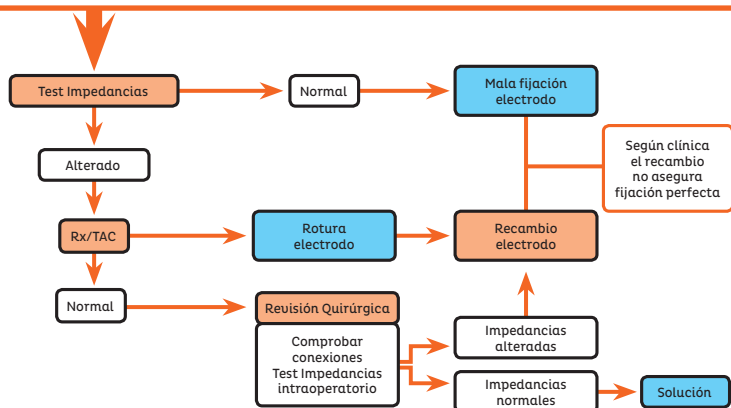 Test Impedancias
Normal
Mala fijación
electrodo
Según clínica
el recambio
no asegura
fijación perfecta
Alterado
Rx/TAC
Rotura
electrodo
Recambio
electrodo
Normal
Revisión Quirúrgica
Comprobar
conexiones
Test Impedancias
intraoperatorio
Impedancias
alteradas
Impedancias
normales
Solución